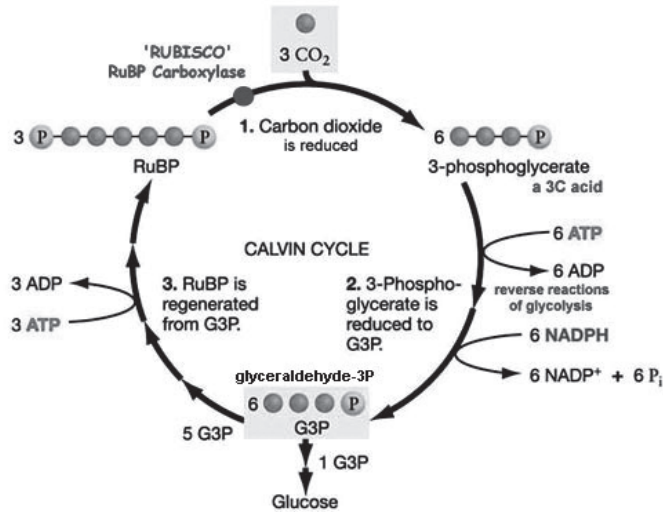 'RUBISCO'
RuBP Carboxylase
3 CO₂
3 P P
RuBP
1. Carbon dioxide
is reduced
6 P
3-phosphoglycerate
a 3C acid
CALVIN CYCLE
6 ATP
6 ADP
reverse reactions
of glycolysis
6 NADPH
6 NADP⁺ + 6 Pᵢ
2. 3-Phospho-
glycerate is
reduced to
G3P.
3 ADP
3 ATP
3. RuBP is
regenerated
from G3P.
glyceraldehyde-3P
6 P
G3P
5 G3P
1 G3P
Glucose